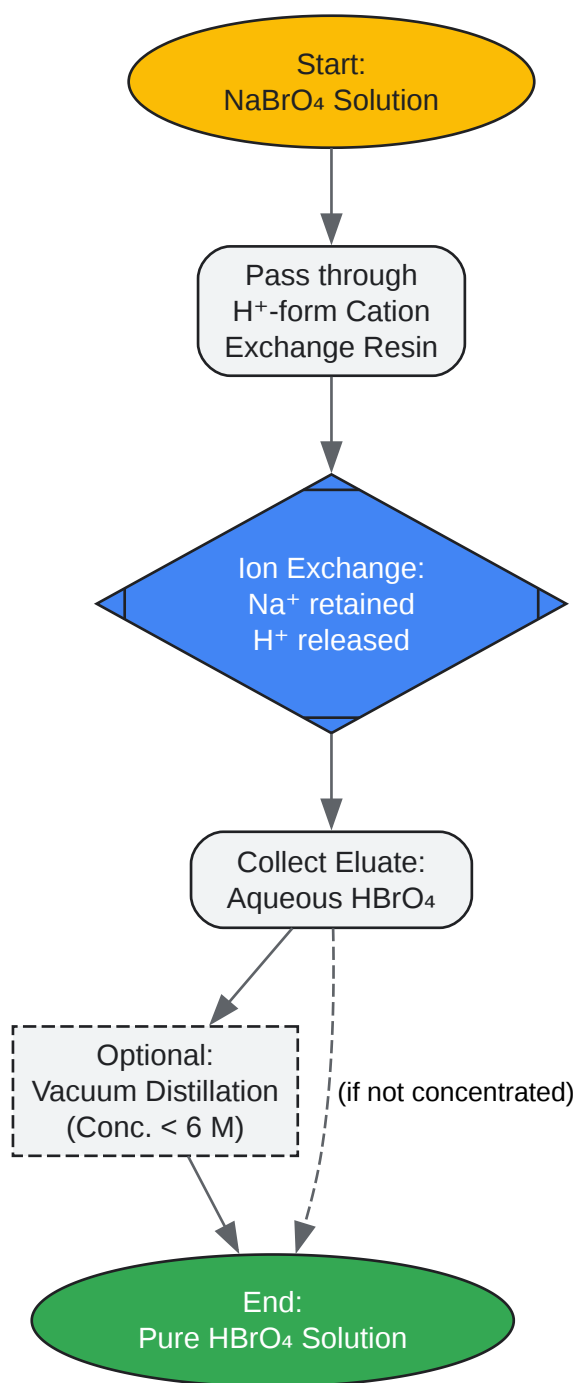 Start:
NaBrO₄ Solution
Pass through
H⁺-form Cation
Exchange Resin
Ion Exchange:
Na⁺ retained
H⁺ released
Collect Eluate:
Aqueous HBrO₄
Optional:
Vacuum Distillation
(Conc. < 6 M)
(if not concentrated)
End:
Pure HBrO₄ Solution